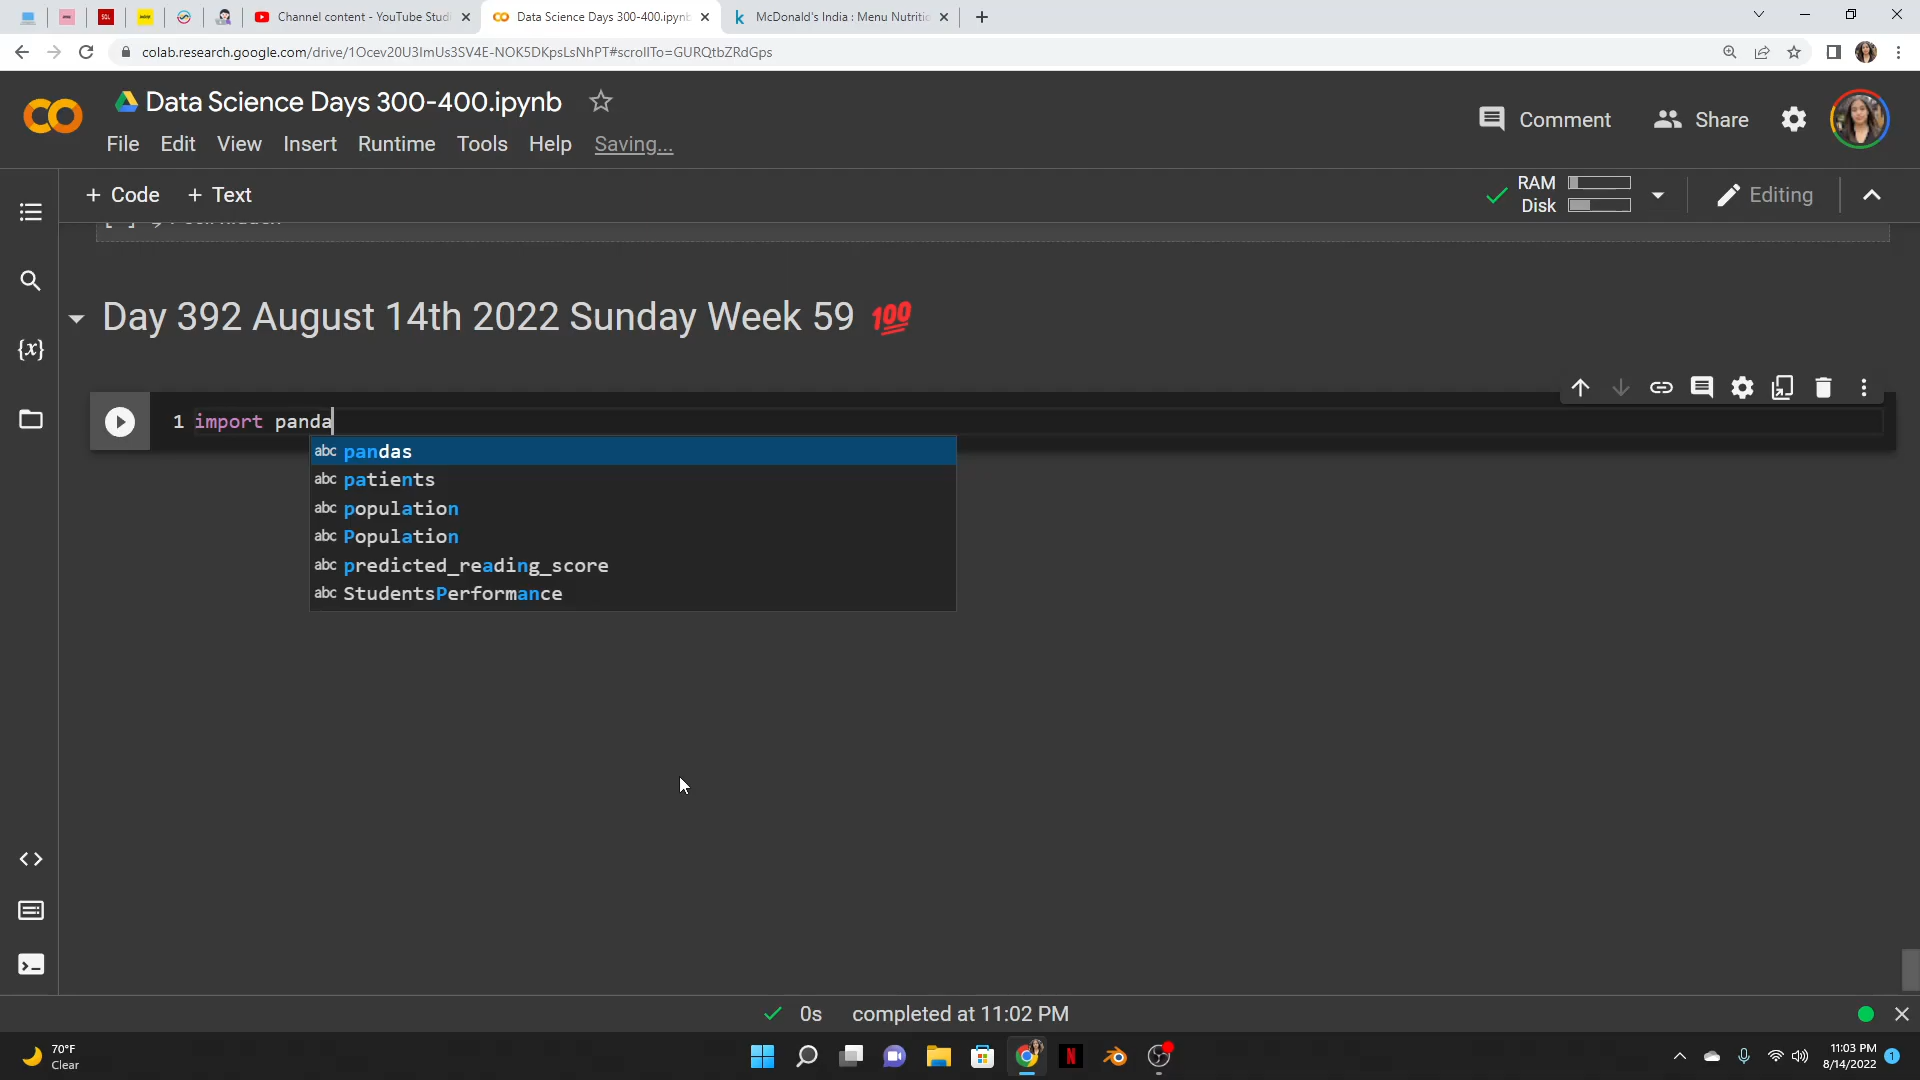 Channel content - YouTube Studi
Data Science Days 300-400.ipynb
McDonald's India : Menu Nutritio
colab.research.google.com/drive/1Ocev20U3ImUs3SV4E-NOK5DKpsLsNhPT#scrollTo=GURQtbZRdGps
Data Science Days 300-400.ipynb
Comment
Share
File Edit View Insert Runtime Tools Help Saving...
+ Code + Text
RAM
Disk
Editing
Day 392 August 14th 2022 Sunday Week 59 💯
1 import panda
abc pandas
abc patients
abc population
abc Population
abc predicted_reading_score
abc StudentsPerformance
0s completed at 11:02 PM
70°F
Clear
11:03 PM
8/14/2022
1